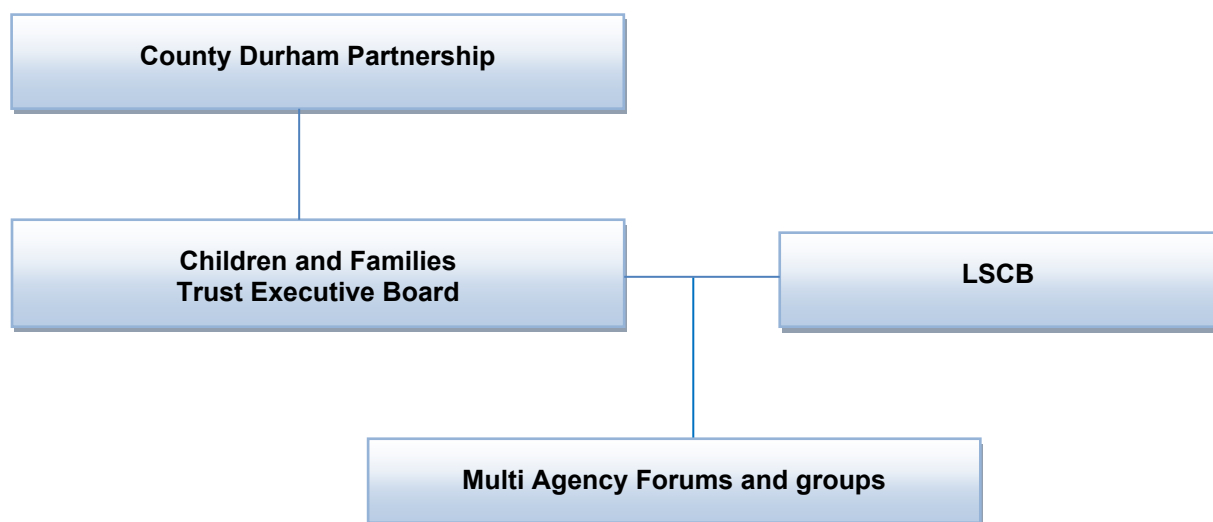 County Durham Partnership
Children and Families
Trust Executive Board
LSCB
Multi Agency Forums and groups